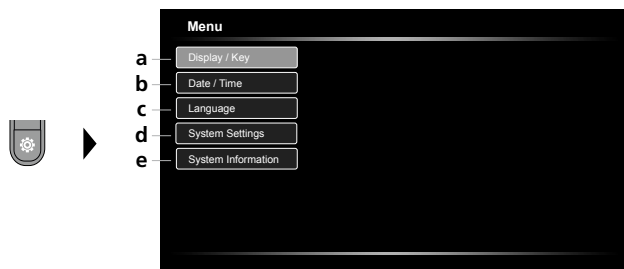 Menu
a Display / Key
b Date / Time
c Language
d System Settings
e System Information